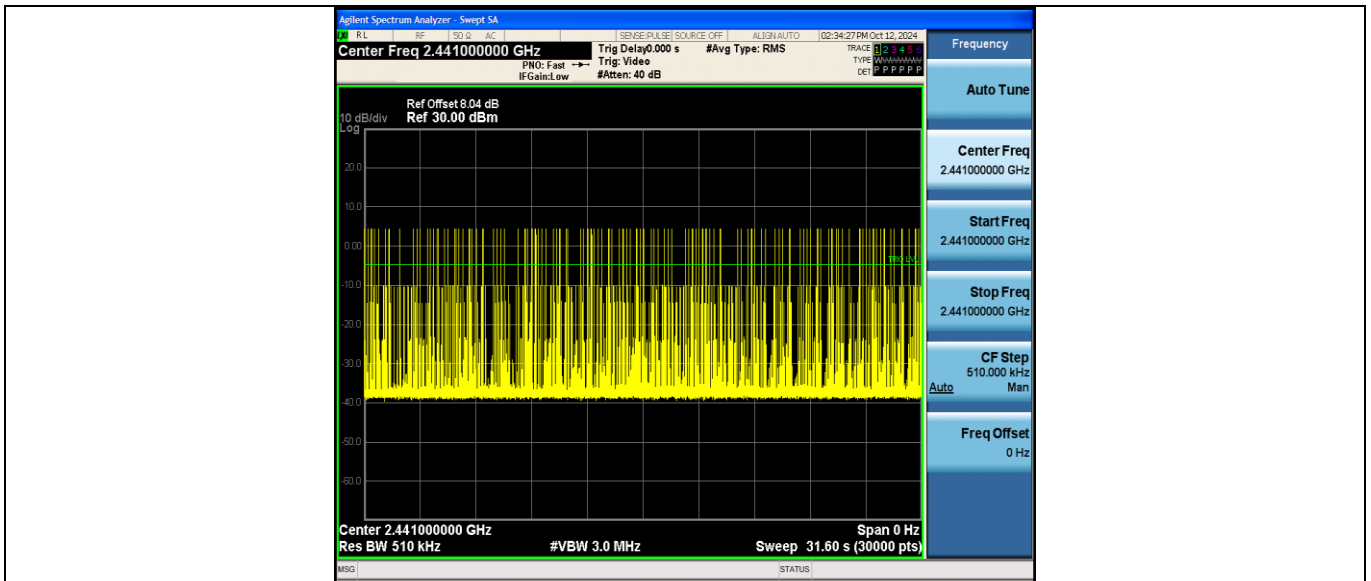 Agilent Spectrum Analyzer - Swept SA
LXI RL RF 50 Ω AC SENSE:PULSE SOURCE OFF ALIGN AUTO 02:34:27 PM Oct 12, 2024
Center Freq 2.441000000 GHz
PNO: Fast
IFGain:Low
Trig Delay0.000 s
Trig: Video
#Atten: 40 dB
#Avg Type: RMS
TRACE 1 2 3 4 5 6
TYPE WWWWWW
DET P P P P P P
Ref Offset 8.04 dB
10 dB/div Ref 30.00 dBm
Log
20.0
10.0
0.00
TRIG LVL
-10.0
-20.0
-30.0
-40.0
-50.0
-60.0
Center 2.441000000 GHz Span 0 Hz
Res BW 510 kHz #VBW 3.0 MHz Sweep 31.60 s (30000 pts)
MSG STATUS
Frequency
Auto Tune
Center Freq
2.441000000 GHz
Start Freq
2.441000000 GHz
Stop Freq
2.441000000 GHz
CF Step
510.000 kHz
Auto Man
Freq Offset
0 Hz